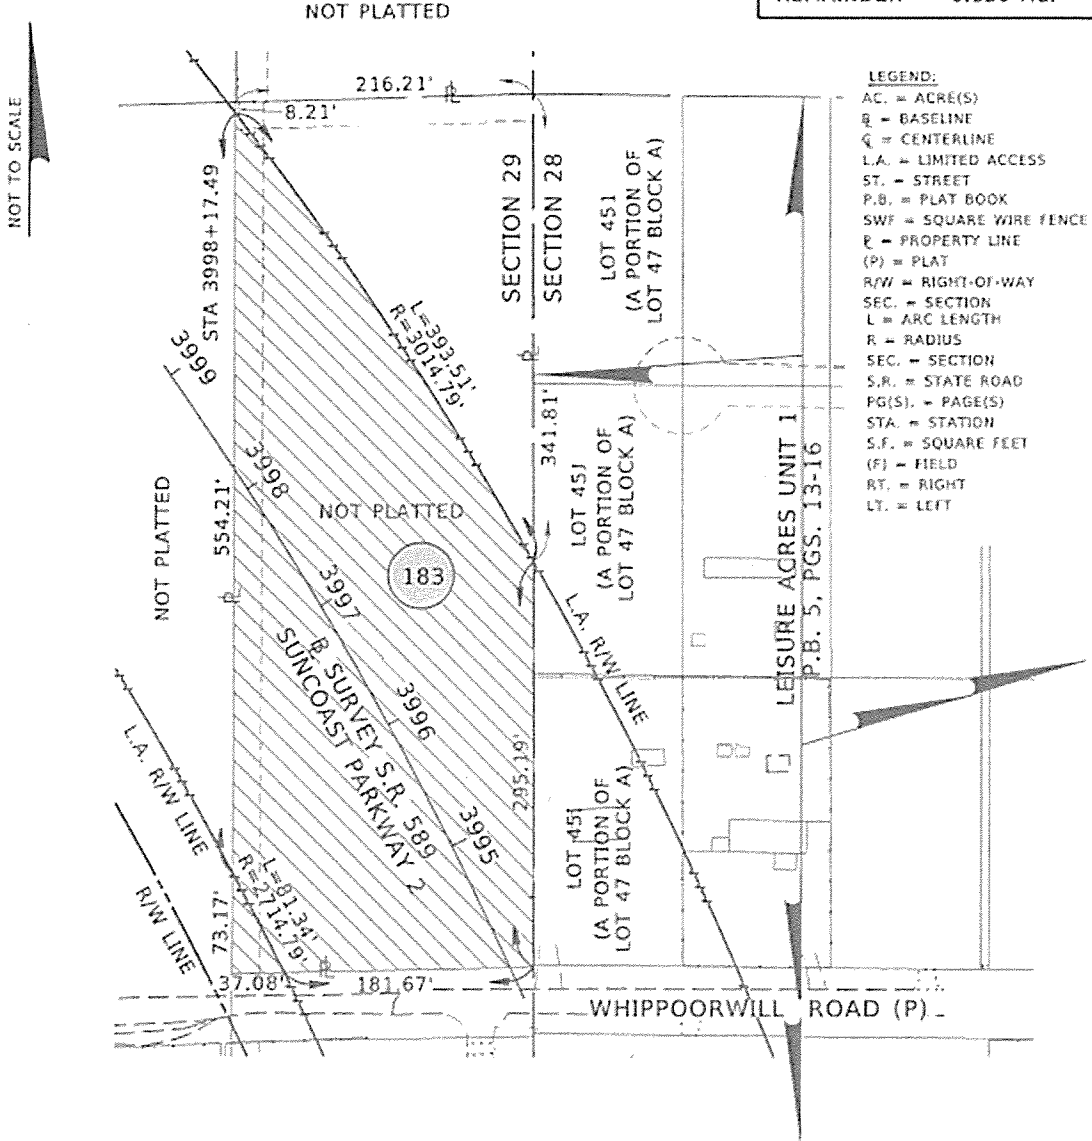 NOT PLATTED
NOT TO SCALE
216.21'
8.21'
STA 3998+17.49
SECTION 29
SECTION 28
LOT 451
(A PORTION OF
LOT 47 BLOCK A)
LEGEND:
AC. = ACRE(S)
= BASELINE
= CENTERLINE
L.A. = LIMITED ACCESS
ST. = STREET
P.B. = PLAT BOOK
SWF = SQUARE WIRE FENCE
= PROPERTY LINE
(P) = PLAT
R/W = RIGHT-OF-WAY
SEC. = SECTION
L = ARC LENGTH
R = RADIUS
SEC. = SECTION
S.R. = STATE ROAD
PG(S). = PAGE(S)
STA. = STATION
S.F. = SQUARE FEET
(F) = FIELD
RT. = RIGHT
LT. = LEFT
L=393.51'
R=3014.79'
3999
341.81'
3998
NOT PLATTED
554.21'
NOT PLATTED
183
LOT 45J
(A PORTION OF
LOT 47 BLOCK A)
LEISURE ACRES UNIT 1
P.B. 5, PGS. 13-16
3997
SURVEY S.R. 589
SUNCOAST PARKWAY 2
3996
L.A. R/W LINE
295.19'
3995
L.A. R/W LINE
R/W LINE
L=81.34'
R=2714.79'
73.17'
LOT 451
(A PORTION OF
LOT 47 BLOCK A)
37.08'
181.67'
WHIPPOORWILL ROAD (P)